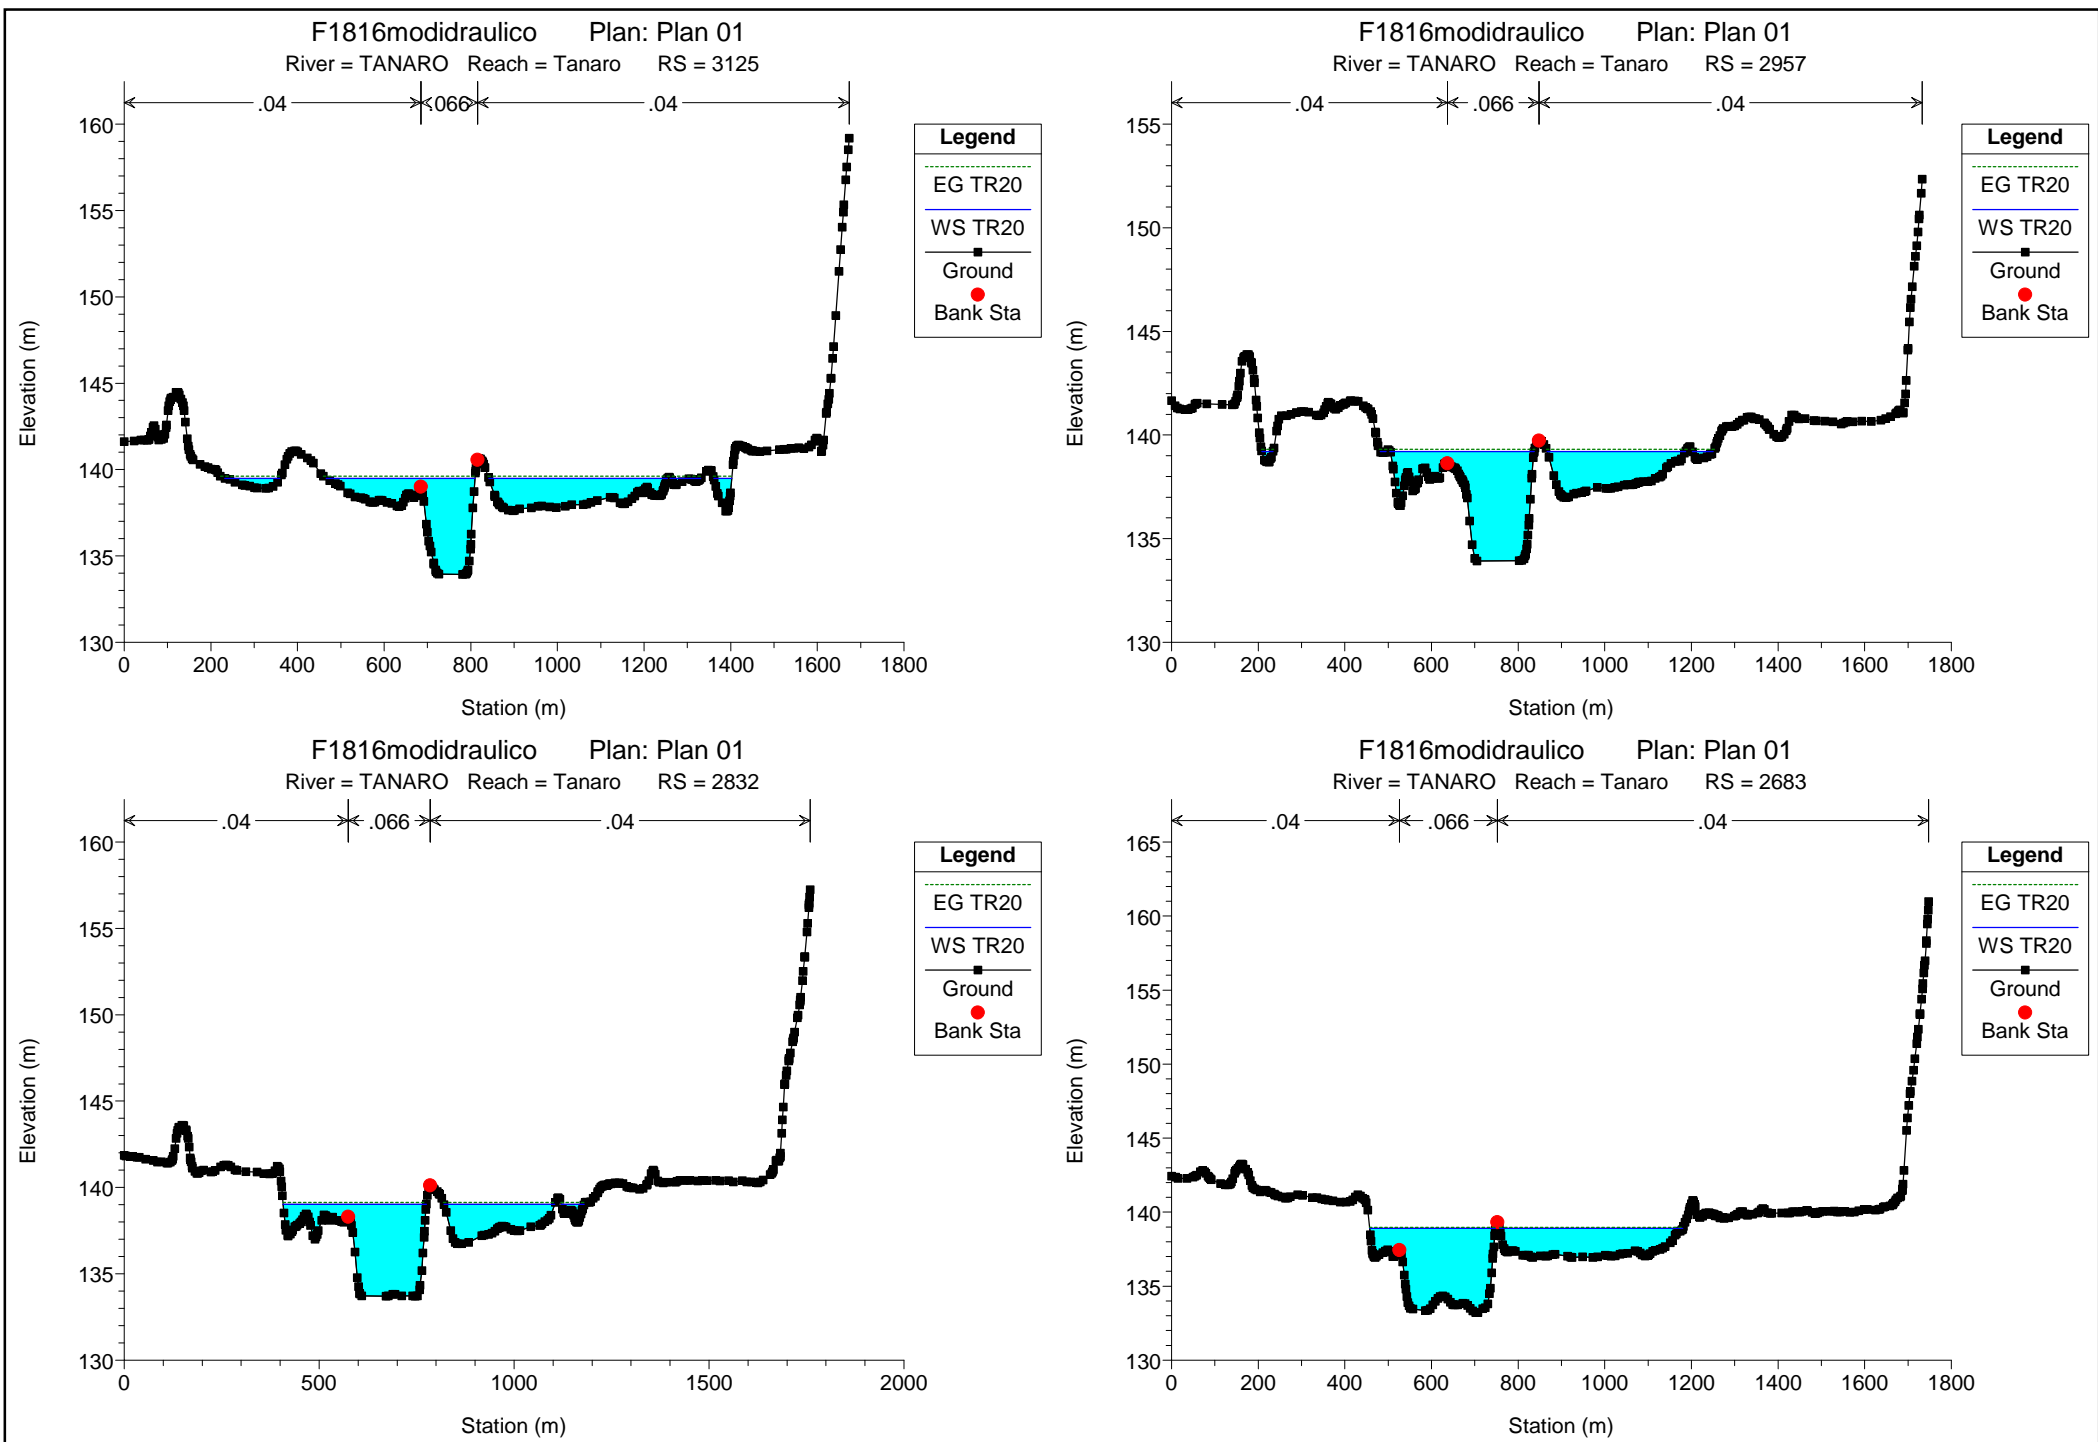 F1816modidraulico Plan: Plan 01
River = TANARO Reach = Tanaro RS = 3125
.04 .066 .04
160
155
150
145
140
135
130
0 200 400 600 800 1000 1200 1400 1600 1800
Station (m)
Elevation (m)
Legend
EG TR20
WS TR20
Ground
Bank Sta
F1816modidraulico Plan: Plan 01
River = TANARO Reach = Tanaro RS = 2957
.04 .066 .04
155
150
145
140
135
130
0 200 400 600 800 1000 1200 1400 1600 1800
Station (m)
Elevation (m)
Legend
EG TR20
WS TR20
Ground
Bank Sta
F1816modidraulico Plan: Plan 01
River = TANARO Reach = Tanaro RS = 2832
.04 .066 .04
160
155
150
145
140
135
130
0 500 1000 1500 2000
Station (m)
Elevation (m)
Legend
EG TR20
WS TR20
Ground
Bank Sta
F1816modidraulico Plan: Plan 01
River = TANARO Reach = Tanaro RS = 2683
.04 .066 .04
165
160
155
150
145
140
135
130
0 200 400 600 800 1000 1200 1400 1600 1800
Station (m)
Elevation (m)
Legend
EG TR20
WS TR20
Ground
Bank Sta